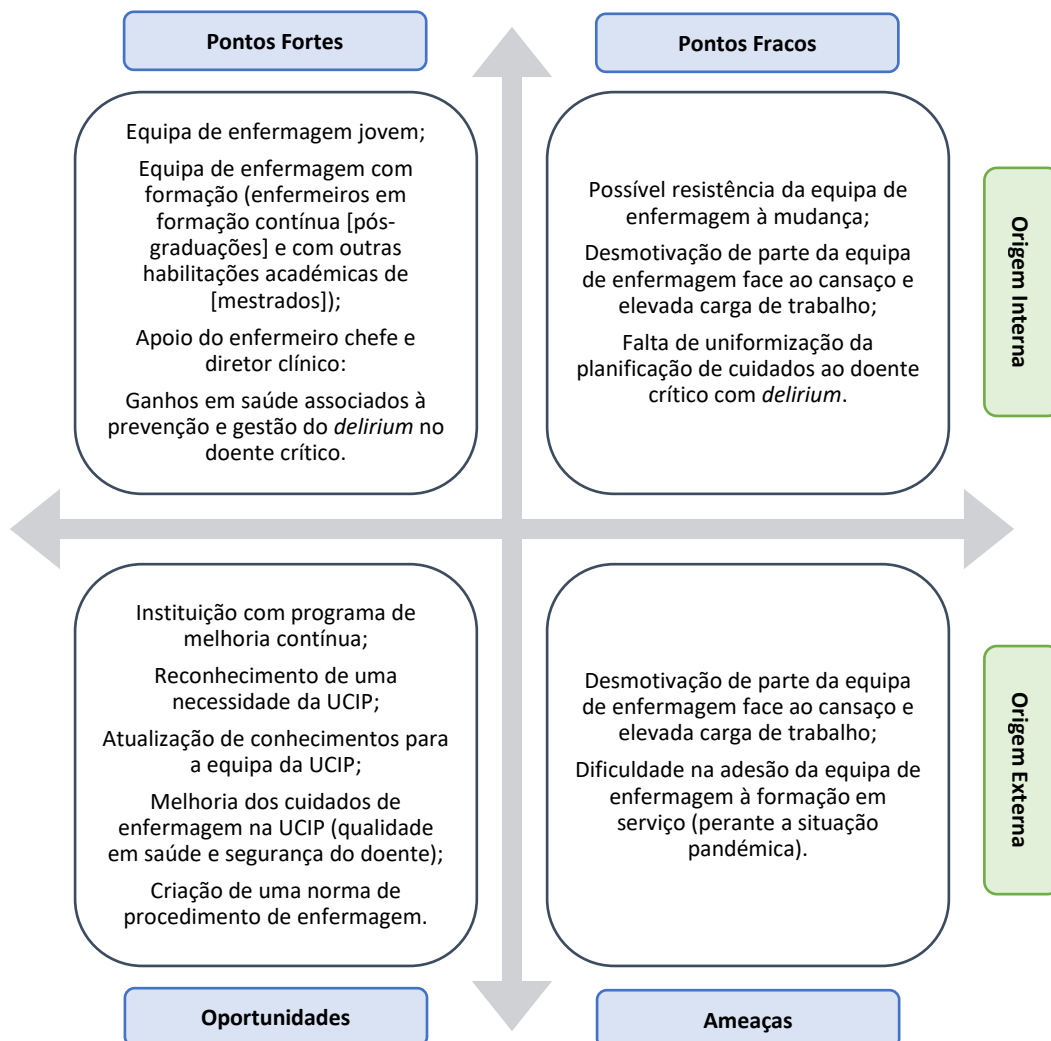 Pontos Fortes
Pontos Fracos
Equipa de enfermagem jovem;
Equipa de enfermagem com
formação (enfermeiros em
formação contínua [pós-
graduações] e com outras
habilitações académicas de
[mestrados]);
Apoio do enfermeiro chefe e
diretor clínico:
Ganhos em saúde associados à
prevenção e gestão do delirium no
doente crítico.
Possível resistência da equipa de
enfermagem à mudança;
Desmotivação de parte da equipa
de enfermagem face ao cansaço e
elevada carga de trabalho;
Falta de uniformização da
planificação de cuidados ao doente
crítico com delirium.
Origem Interna
Instituição com programa de
melhoria contínua;
Reconhecimento de uma
necessidade da UCIP;
Atualização de conhecimentos para
a equipa da UCIP;
Melhoria dos cuidados de
enfermagem na UCIP (qualidade
em saúde e segurança do doente);
Criação de uma norma de
procedimento de enfermagem.
Desmotivação de parte da equipa
de enfermagem face ao cansaço e
elevada carga de trabalho;
Dificuldade na adesão da equipa de
enfermagem à formação em
serviço (perante a situação
pandémica).
Origem Externa
Oportunidades
Ameaças